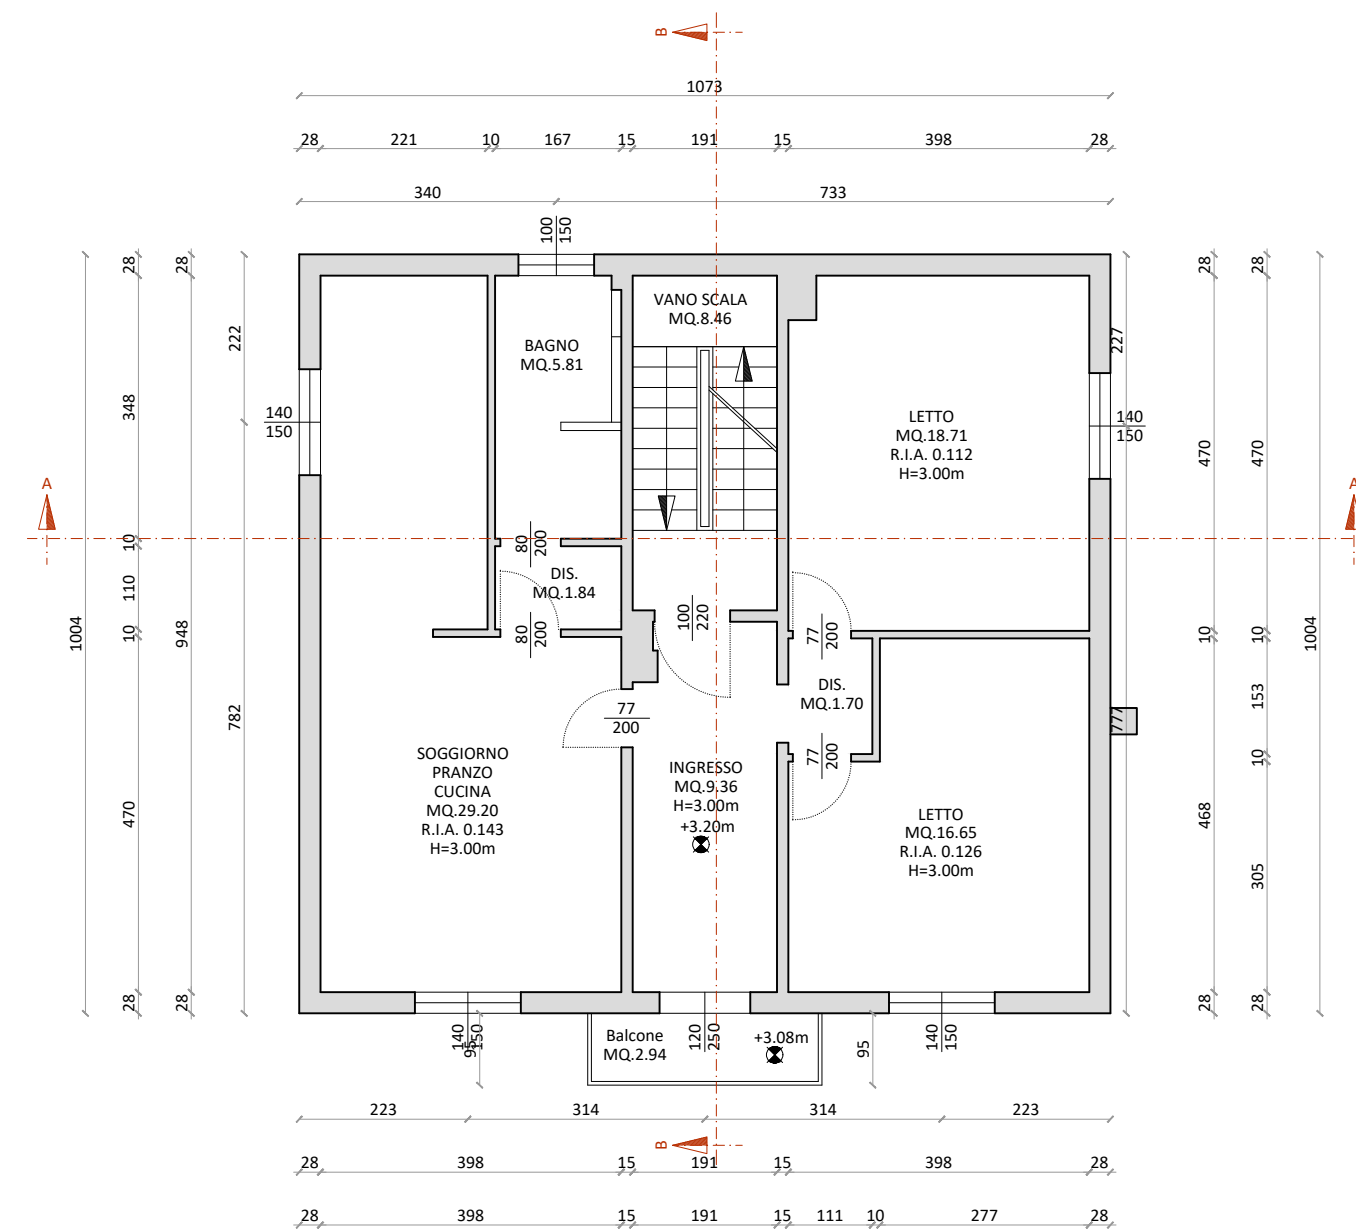 B
1073
28 221 10 167 15 191 15 398 28
340 733
100
150
28 28 28 28
222
227
VANO SCALA
MQ.8.46
BAGNO
MQ.5.81
140
150
140
150
348
LETTO
MQ.18.71
R.I.A. 0.112
H=3.00m
470 470
A A
10
80
200
DIS.
MQ.1.84
110
10
80
200
100
220
77
200
10
1004 948 1004
DIS.
MQ.1.70
153
77
200
782
777
77
200
10
SOGGIORNO
PRANZO
CUCINA
MQ.29.20
R.I.A. 0.143
H=3.00m
INGRESSO
MQ.9.36
H=3.00m
+3.20m
LETTO
MQ.16.65
R.I.A. 0.126
H=3.00m
470
468
305
28 28 28 28
140
150
95
Balcone
MQ.2.94
120
250
+3.08m
95
140
150
223 314 314 223
B
28 398 15 191 15 398 28
28 398 15 191 15 111 10 277 28